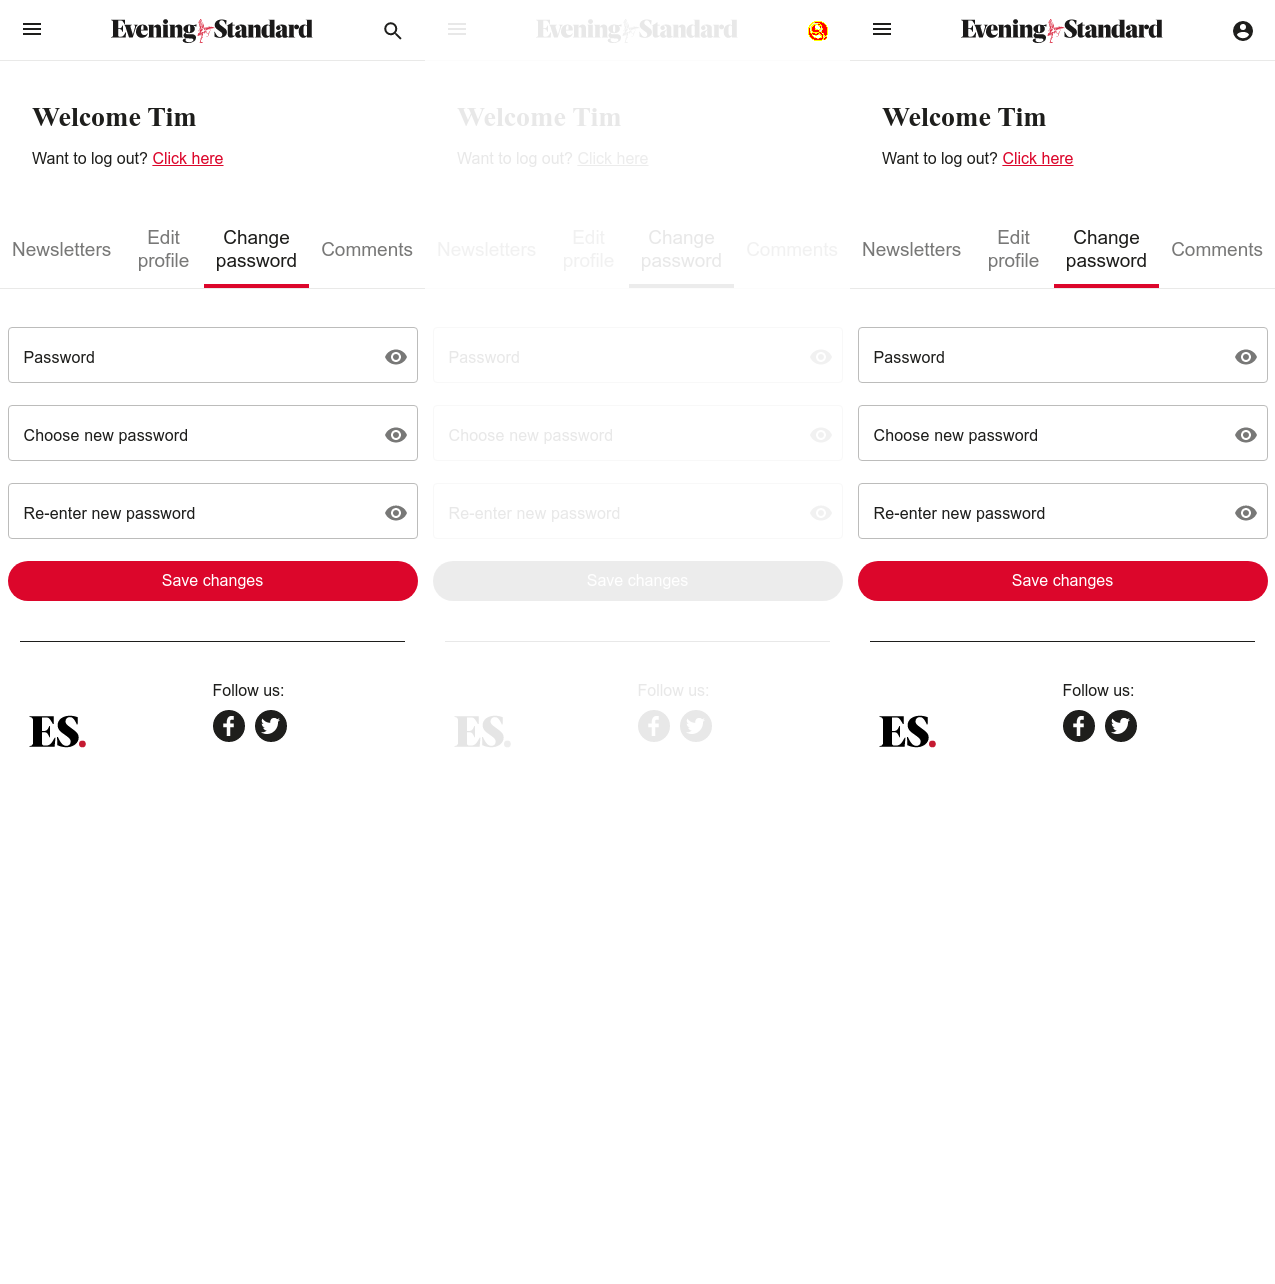 Evening Standard
Welcome Tim
Want to log out? Click here
Newsletters
Edit profile
Change password
Comments
Password
Choose new password
Re-enter new password
Save changes
Follow us:
ES.
Evening Standard
Welcome Tim
Want to log out? Click here
Newsletters
Edit profile
Change password
Comments
Password
Choose new password
Re-enter new password
Save changes
Follow us:
ES.
Evening Standard
Welcome Tim
Want to log out? Click here
Newsletters
Edit profile
Change password
Comments
Password
Choose new password
Re-enter new password
Save changes
Follow us:
ES.